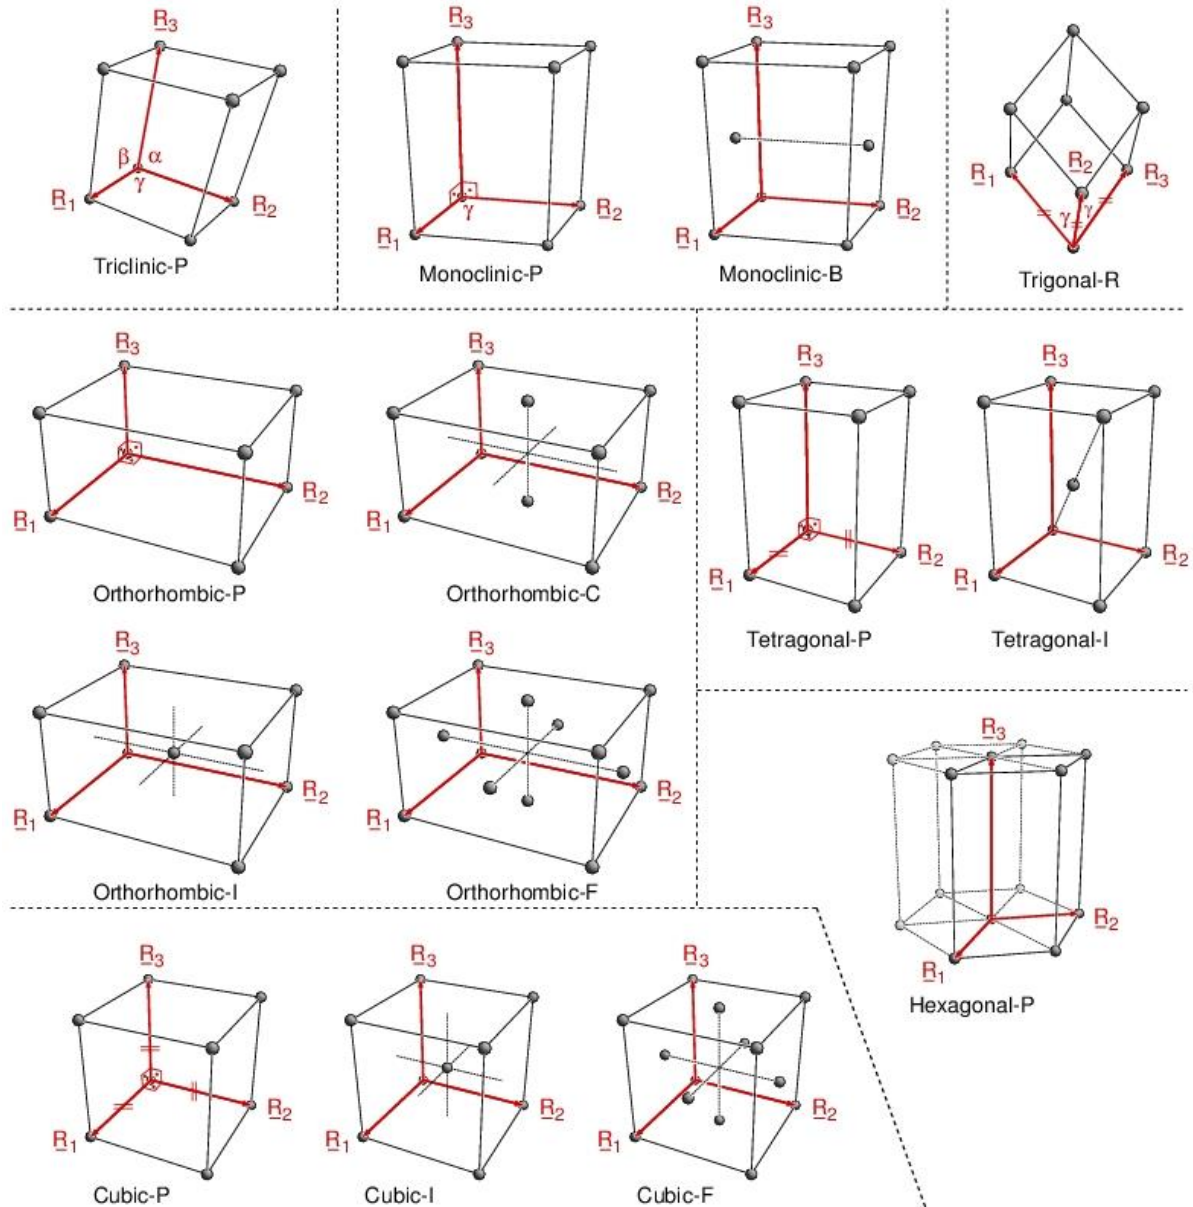 R3
β α
γ
R1
R2
Triclinic-P
R3
γ
R1
R2
Monoclinic-P
R3
R1
R2
Monoclinic-B
R1
R2
R3
γ γ
Trigonal-R
R3
R1
R2
Orthorhombic-P
R3
R1
R2
Orthorhombic-C
R3
R1
R2
Tetragonal-P
R3
R1
R2
Tetragonal-I
R3
R1
R2
Orthorhombic-I
R3
R1
R2
Orthorhombic-F
R3
R1
R2
Hexagonal-P
R3
R1
R2
Cubic-P
R3
R1
R2
Cubic-I
R3
R1
R2
Cubic-F